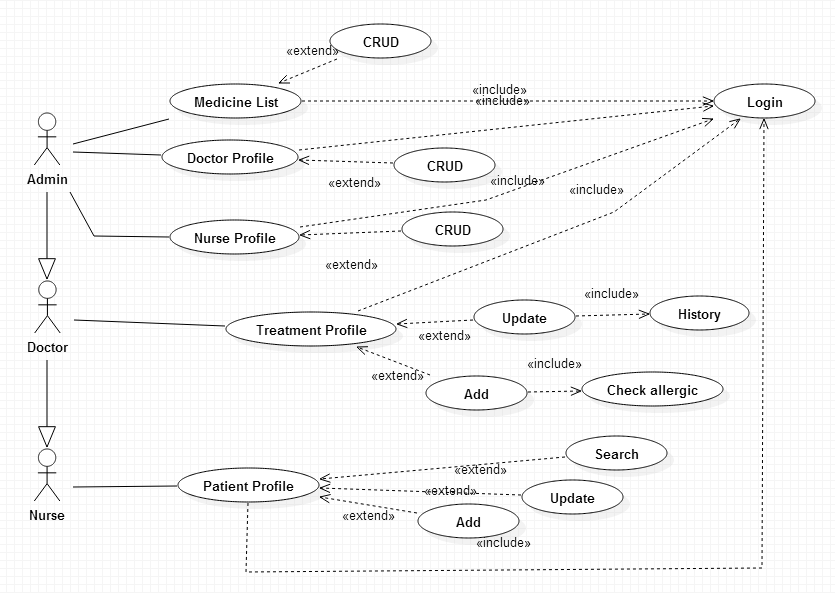 CRUD
«extend»
Medicine List
«include»
«include»
Login
Doctor Profile
CRUD
«extend»
«include»
«include»
Admin
Nurse Profile
CRUD
«extend»
«include»
Update
History
Treatment Profile
«extend»
Doctor
«include»
«extend»
Add
Check allergic
Search
«extend»
Patient Profile
«extend»
Update
«extend»
Add
Nurse
«include»